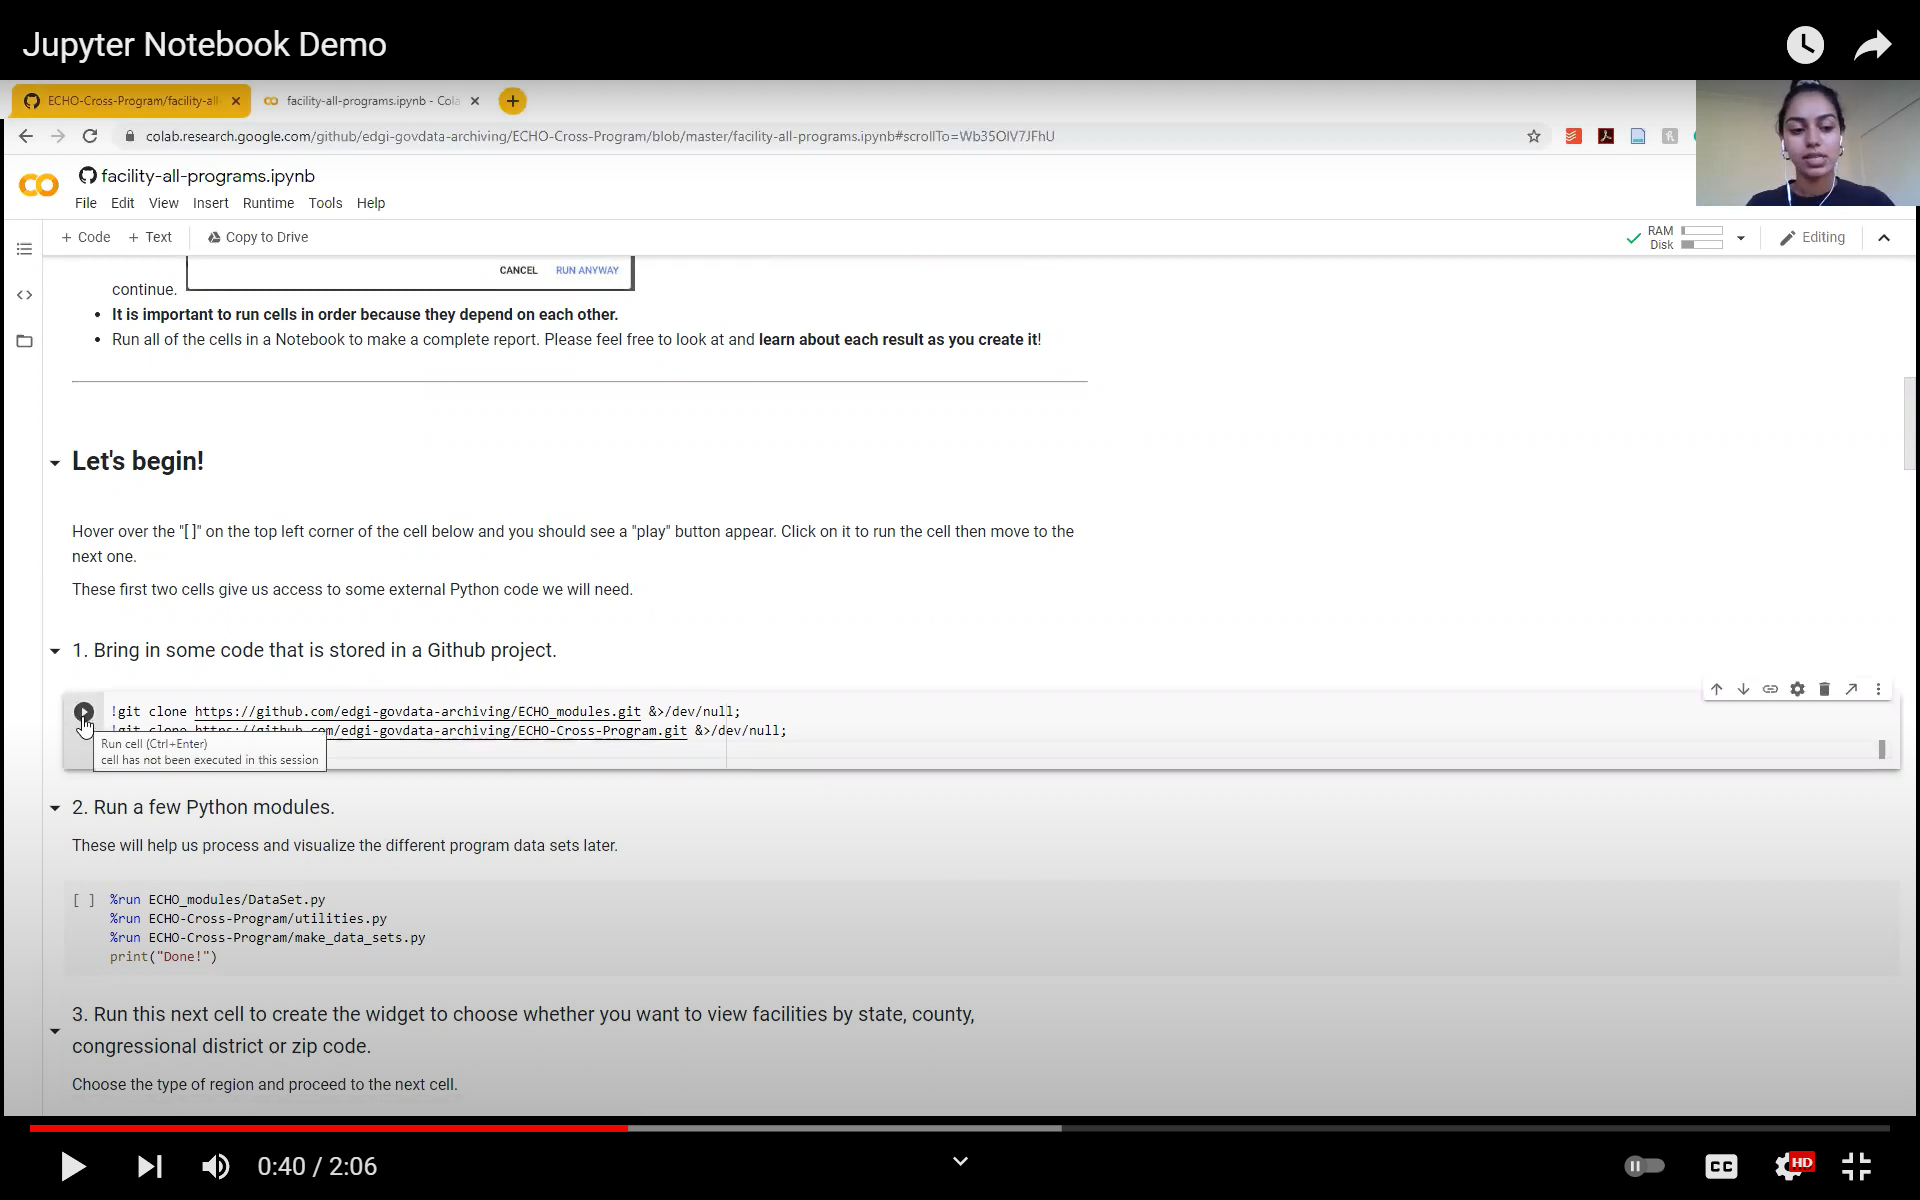 Jupyter Notebook Demo
ECHO-Cross-Program/facility-all-
facility-all-programs.ipynb - Cola
colab.research.google.com/github/edgi-govdata-archiving/ECHO-Cross-Program/blob/master/facility-all-programs.ipynb#scrollTo=Wb35OlV7JFhU
facility-all-programs.ipynb
File Edit View Insert Runtime Tools Help
+ Code + Text Copy to Drive
RAM
Disk
Editing
CANCEL RUN ANYWAY
continue.
• It is important to run cells in order because they depend on each other.
• Run all of the cells in a Notebook to make a complete report. Please feel free to look at and learn about each result as you create it!
Let's begin!
Hover over the "[ ]" on the top left corner of the cell below and you should see a "play" button appear. Click on it to run the cell then move to the
next one.
These first two cells give us access to some external Python code we will need.
1. Bring in some code that is stored in a Github project.
!git clone https://github.com/edgi-govdata-archiving/ECHO_modules.git &>/dev/null;
!git clone https://github.com/edgi-govdata-archiving/ECHO-Cross-Program.git &>/dev/null;
Run cell (Ctrl+Enter)
cell has not been executed in this session
2. Run a few Python modules.
These will help us process and visualize the different program data sets later.
[ ] %run ECHO_modules/DataSet.py
%run ECHO-Cross-Program/utilities.py
%run ECHO-Cross-Program/make_data_sets.py
print("Done!")
3. Run this next cell to create the widget to choose whether you want to view facilities by state, county,
congressional district or zip code.
Choose the type of region and proceed to the next cell.
0:40 / 2:06
CC
HD